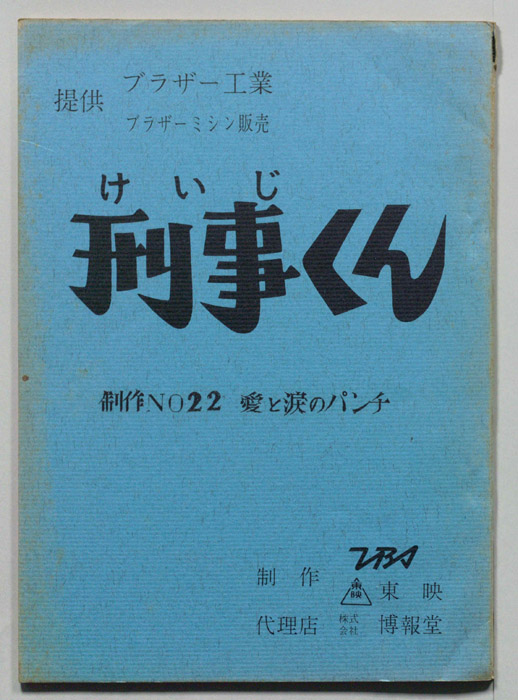 提供 ブラザー工業
ブラザーミシン販売
けいじ
刑事くん
制作NO22 愛と涙のパンチ
TBS
制作 東映 東映
代理店 株式会社 博報堂